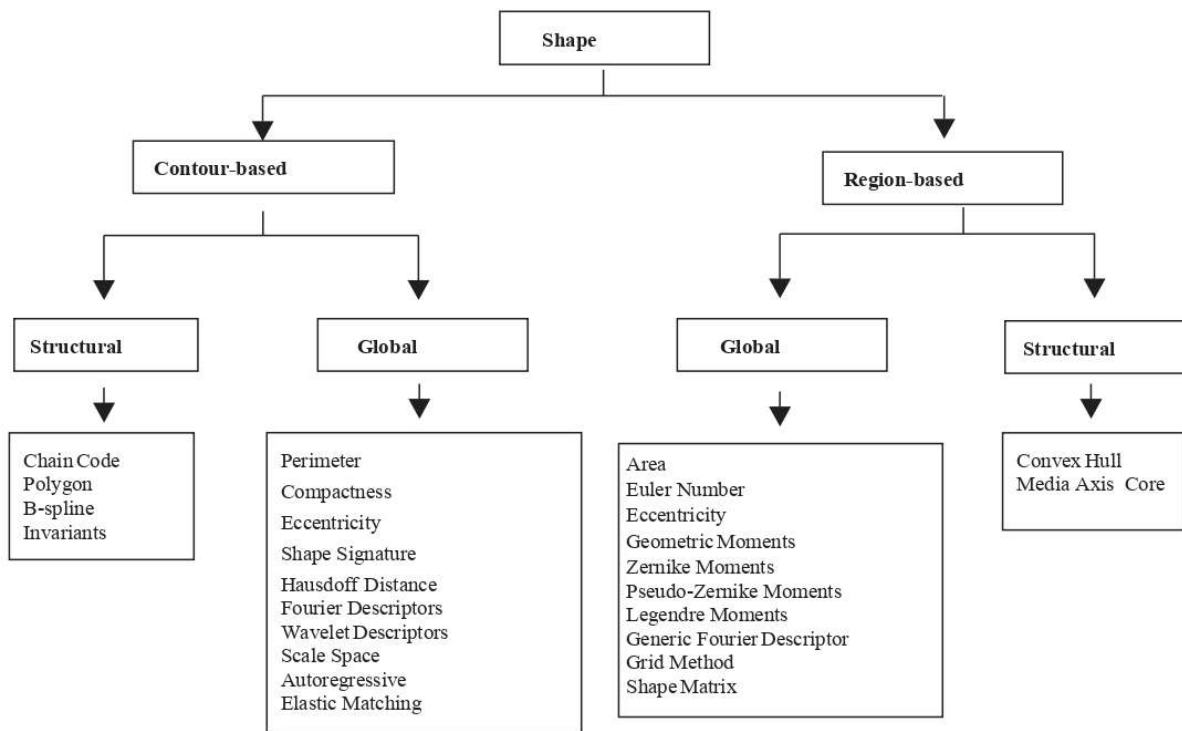 Shape
Contour-based
Region-based
Structural
Global
Global
Structural
Chain Code
Polygon
B-spline
Invariants
Perimeter
Compactness
Eccentricity
Shape Signature
Hausdoff Distance
Fourier Descriptors
Wavelet Descriptors
Scale Space
Autoregressive
Elastic Matching
Area
Euler Number
Eccentricity
Geometric Moments
Zernike Moments
Pseudo-Zernike Moments
Legendre Moments
Generic Fourier Descriptor
Grid Method
Shape Matrix
Convex Hull
Media Axis Core